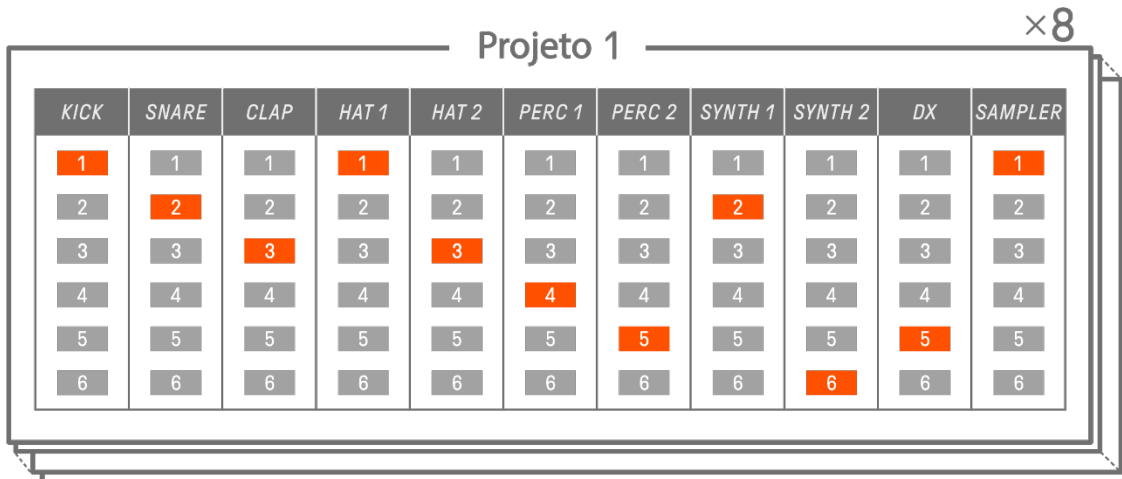 ×8
Projeto 1
KICK SNARE CLAP HAT 1 HAT 2 PERC 1 PERC 2 SYNTH 1 SYNTH 2 DX SAMPLER
1 1 1 1 1 1 1 1 1 1 1
2 2 2 2 2 2 2 2 2 2 2
3 3 3 3 3 3 3 3 3 3 3
4 4 4 4 4 4 4 4 4 4 4
5 5 5 5 5 5 5 5 5 5 5
6 6 6 6 6 6 6 6 6 6 6